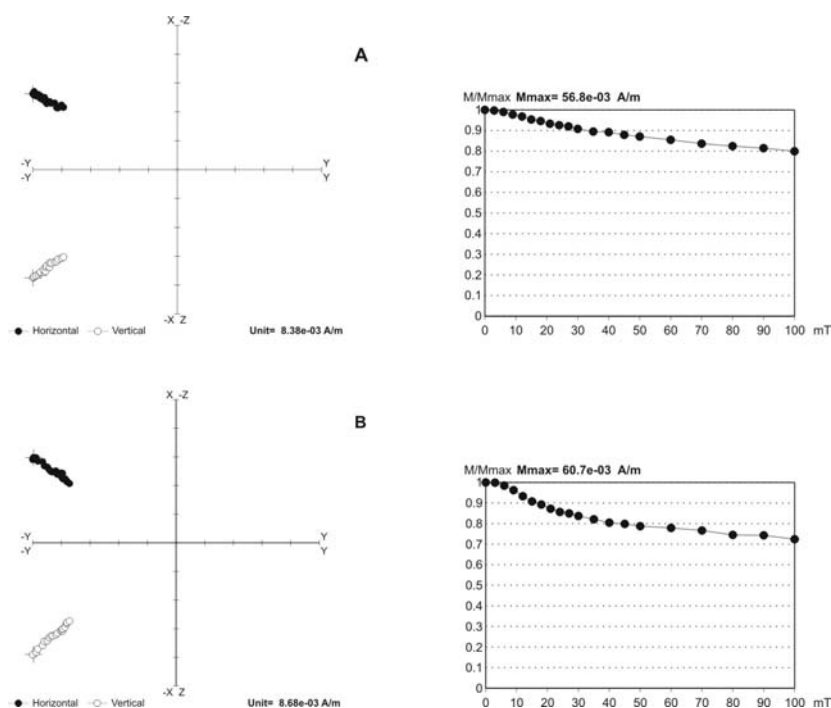 X -Z
A
M/Mmax Mmax= 56.8e-03 A/m
1
0.9
0.8
0.7
0.6
0.5
0.4
0.3
0.2
0.1
0
0 10 20 30 40 50 60 70 80 90 100 mT
-Y Y
-Y Y
-X Z
Horizontal Vertical Unit= 8.38e-03 A/m
X -Z
B
M/Mmax Mmax= 60.7e-03 A/m
1
0.9
0.8
0.7
0.6
0.5
0.4
0.3
0.2
0.1
0
0 10 20 30 40 50 60 70 80 90 100 mT
-Y Y
-Y Y
-X Z
Horizontal Vertical Unit= 8.68e-03 A/m